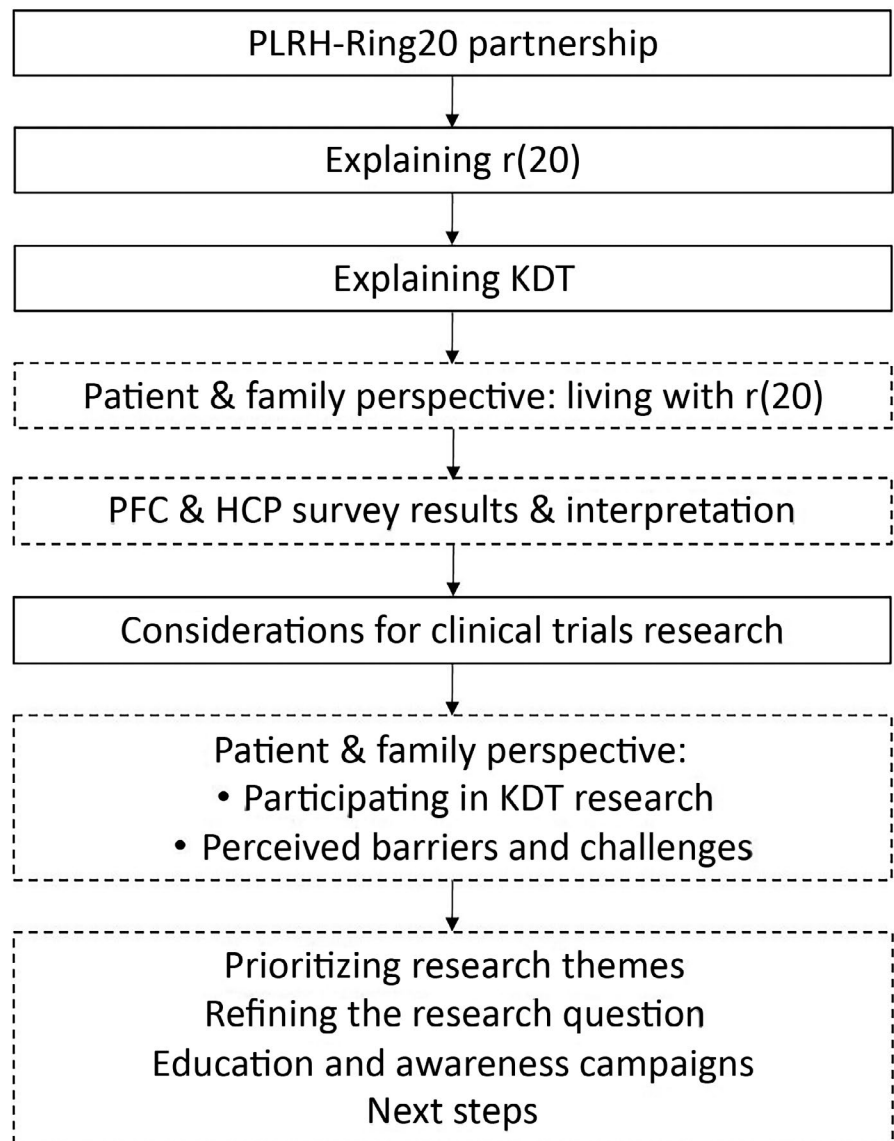 PLRH-Ring20 partnership
Explaining r(20)
Explaining KDT
Patient & family perspective: living with r(20)
PFC & HCP survey results & interpretation
Considerations for clinical trials research
Patient & family perspective:
• Participating in KDT research
• Perceived barriers and challenges
Prioritizing research themes
Refining the research question
Education and awareness campaigns
Next steps